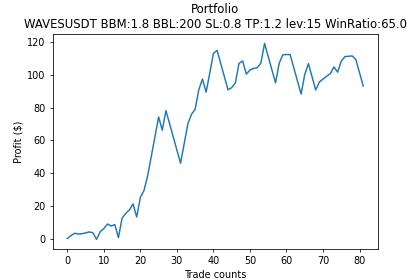 Portfolio
WAVESUSDT BBM:1.8 BBL:200 SL:0.8 TP:1.2 lev:15 WinRatio:65.0
120
100
80
60
40
20
0
Profit ($)
0 10 20 30 40 50 60 70 80
Trade counts